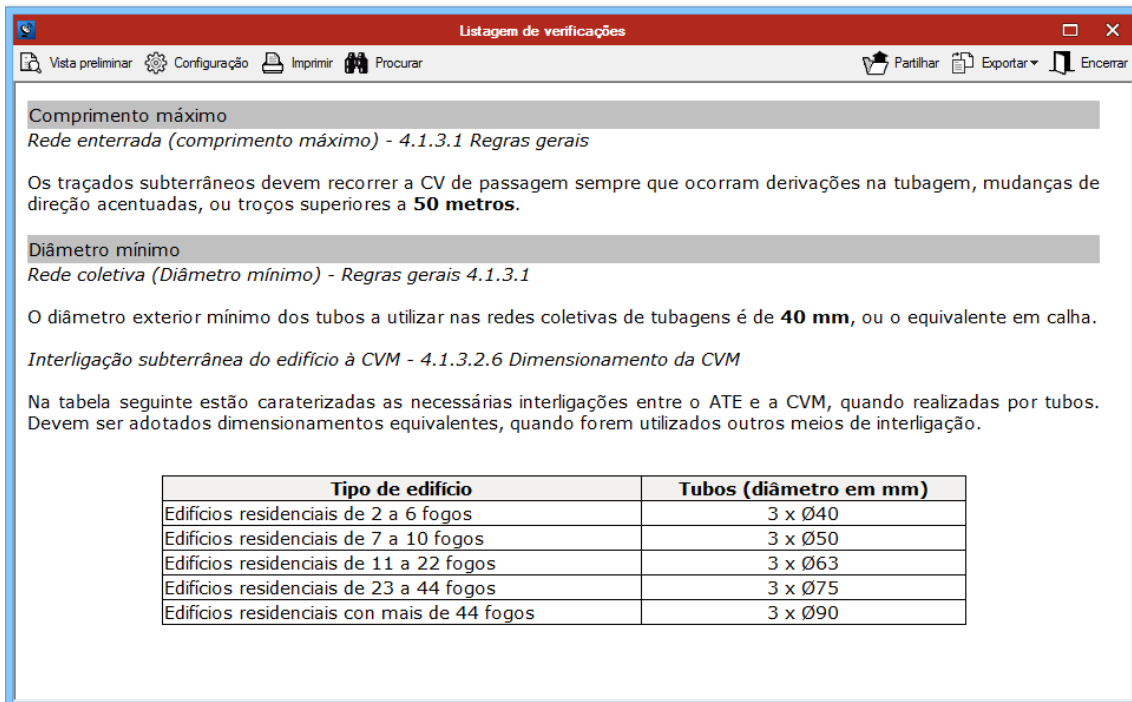 Listagem de verificações
Vista preliminar Configuração Imprimir Procurar Partilhar Exportar Encerrar
Comprimento máximo
Rede enterrada (comprimento máximo) - 4.1.3.1 Regras gerais
Os traçados subterrâneos devem recorrer a CV de passagem sempre que ocorram derivações na tubagem, mudanças de
direção acentuadas, ou troços superiores a 50 metros.
Diâmetro mínimo
Rede coletiva (Diâmetro mínimo) - Regras gerais 4.1.3.1
O diâmetro exterior mínimo dos tubos a utilizar nas redes coletivas de tubagens é de 40 mm, ou o equivalente em calha.
Interligação subterrânea do edifício à CVM - 4.1.3.2.6 Dimensionamento da CVM
Na tabela seguinte estão caraterizadas as necessárias interligações entre o ATE e a CVM, quando realizadas por tubos.
Devem ser adotados dimensionamentos equivalentes, quando forem utilizados outros meios de interligação.
Tipo de edifício Tubos (diâmetro em mm)
Edifícios residenciais de 2 a 6 fogos 3 x Ø40
Edifícios residenciais de 7 a 10 fogos 3 x Ø50
Edifícios residenciais de 11 a 22 fogos 3 x Ø63
Edifícios residenciais de 23 a 44 fogos 3 x Ø75
Edifícios residenciais con mais de 44 fogos 3 x Ø90